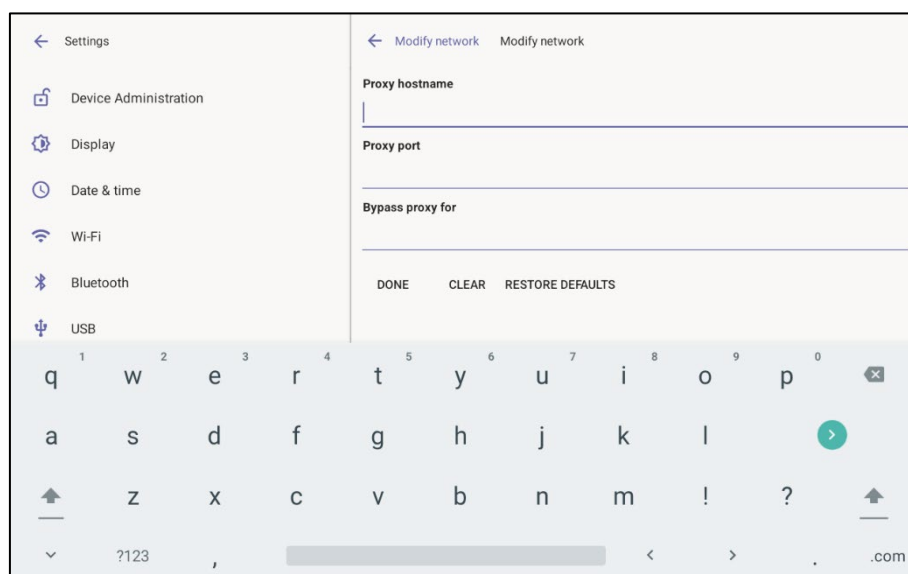 Settings
Device Administration
Display
Date & time
Wi-Fi
Bluetooth
USB
Modify network Modify network
Proxy hostname
Proxy port
Bypass proxy for
DONE CLEAR RESTORE DEFAULTS
1 2 3 4 5 6 7 8 9 0
q w e r t y u i o p
a s d f g h j k l
z x c v b n m ! ?
?123 , < > . .com